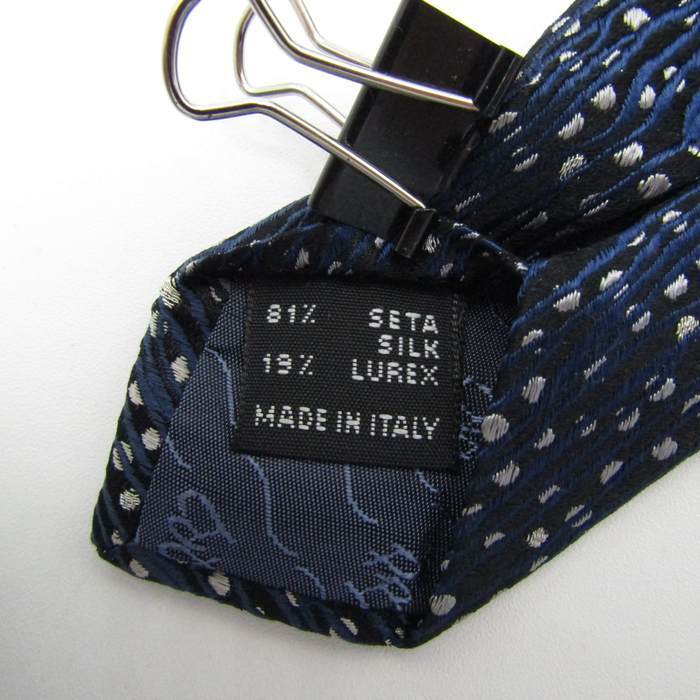 81% SETA
SILK
19% LUREX
MADE IN ITALY